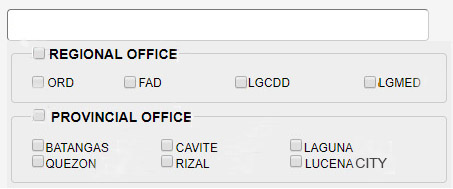 REGIONAL OFFICE
ORD FAD LGCDD LGMED
PROVINCIAL OFFICE
BATANGAS CAVITE LAGUNA
QUEZON RIZAL LUCENA CITY